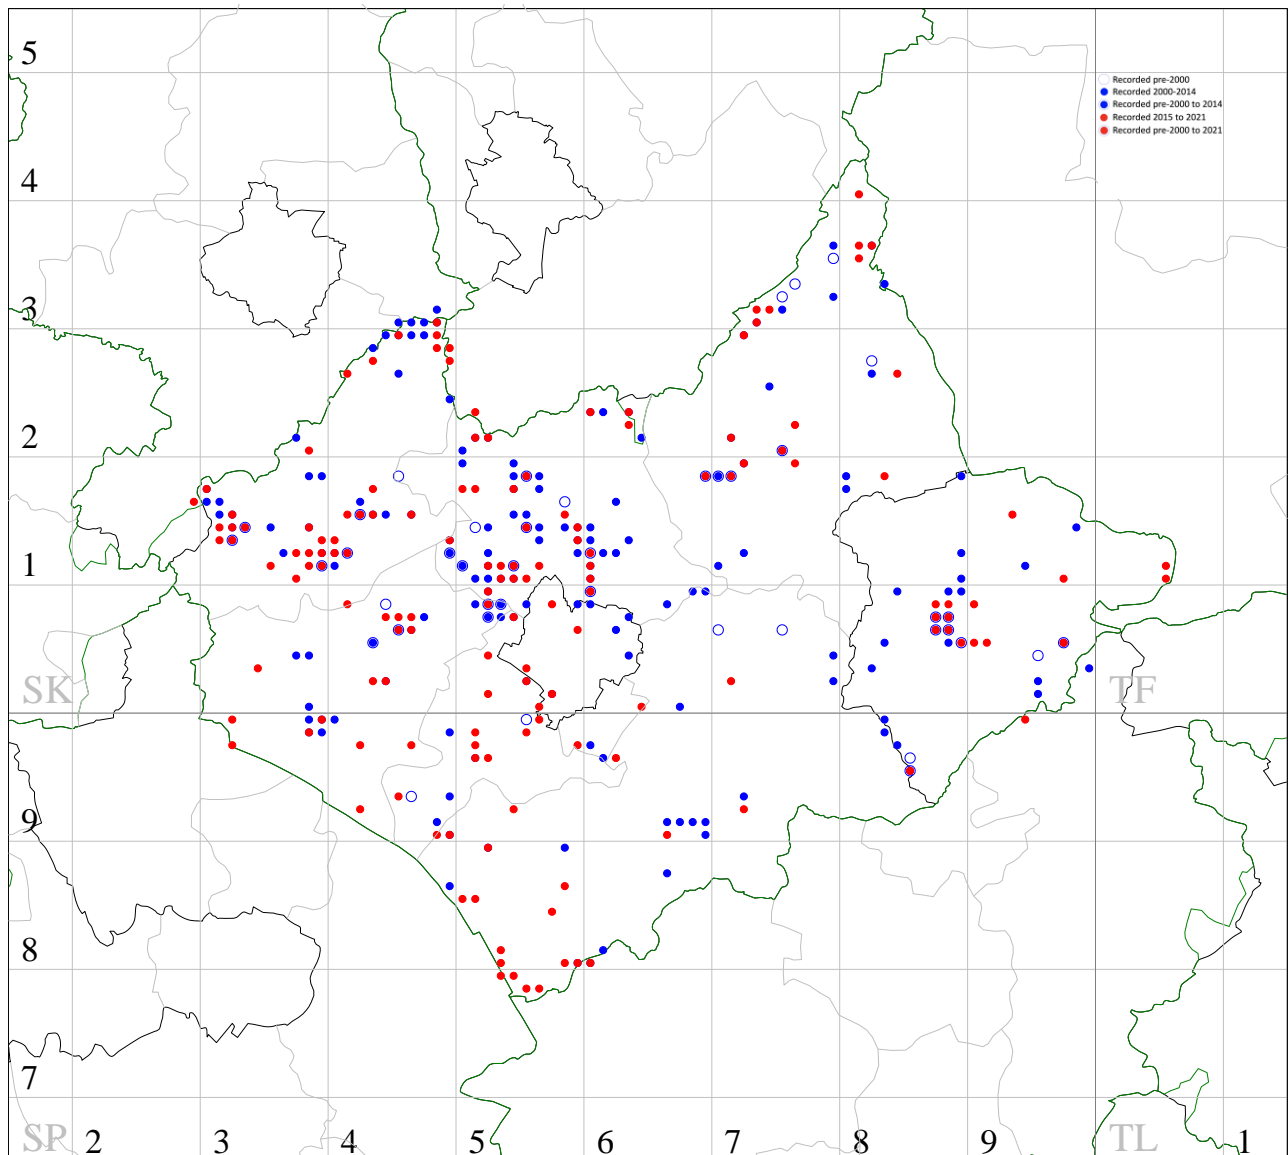 5
Recorded pre-2000
Recorded 2000-2014
Recorded pre-2000 to 2014
Recorded 2015 to 2021
Recorded pre-2000 to 2021
4
3
2
1
SK
TF
9
8
7
SP 2 3 4 5 6 7 8 9 TL 1